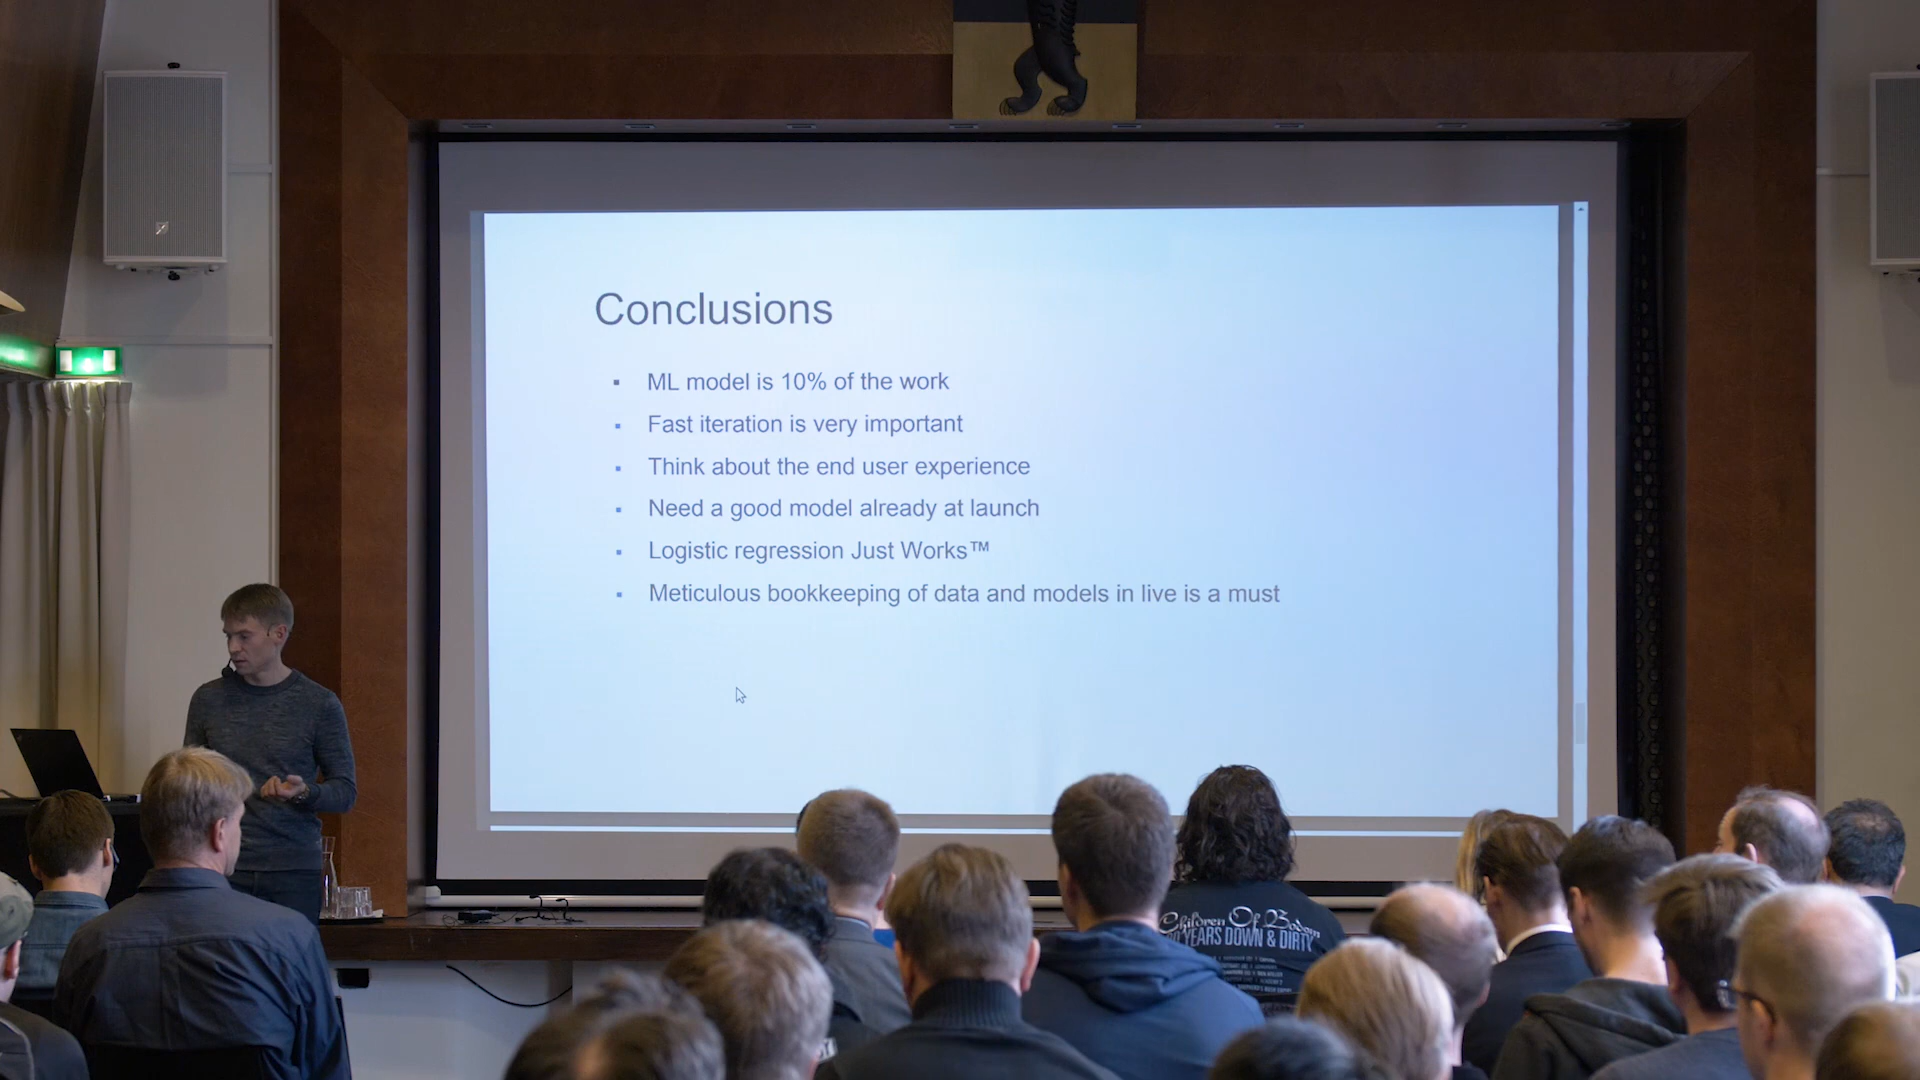 Conclusions
▪ ML model is 10% of the work
▪ Fast iteration is very important
▪ Think about the end user experience
▪ Need a good model already at launch
▪ Logistic regression Just Works™
▪ Meticulous bookkeeping of data and models in live is a must
Children Of Bodom
YEARS DOWN & DIRTY